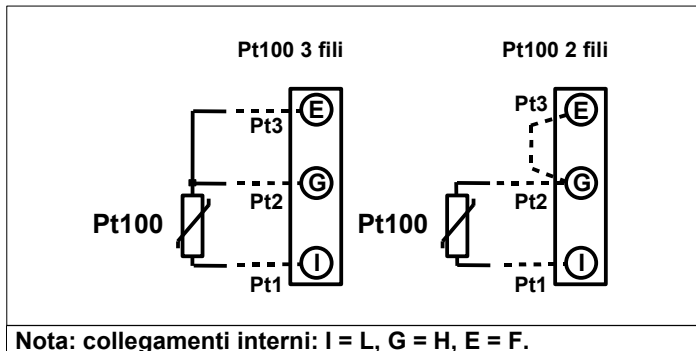 Pt100 3 fili
Pt100 2 fili
E
Pt3
G
Pt2
Pt100
I
Pt1
Pt3
E
G
Pt2
Pt100
I
Pt1
Nota: collegamenti interni: I = L, G = H, E = F.